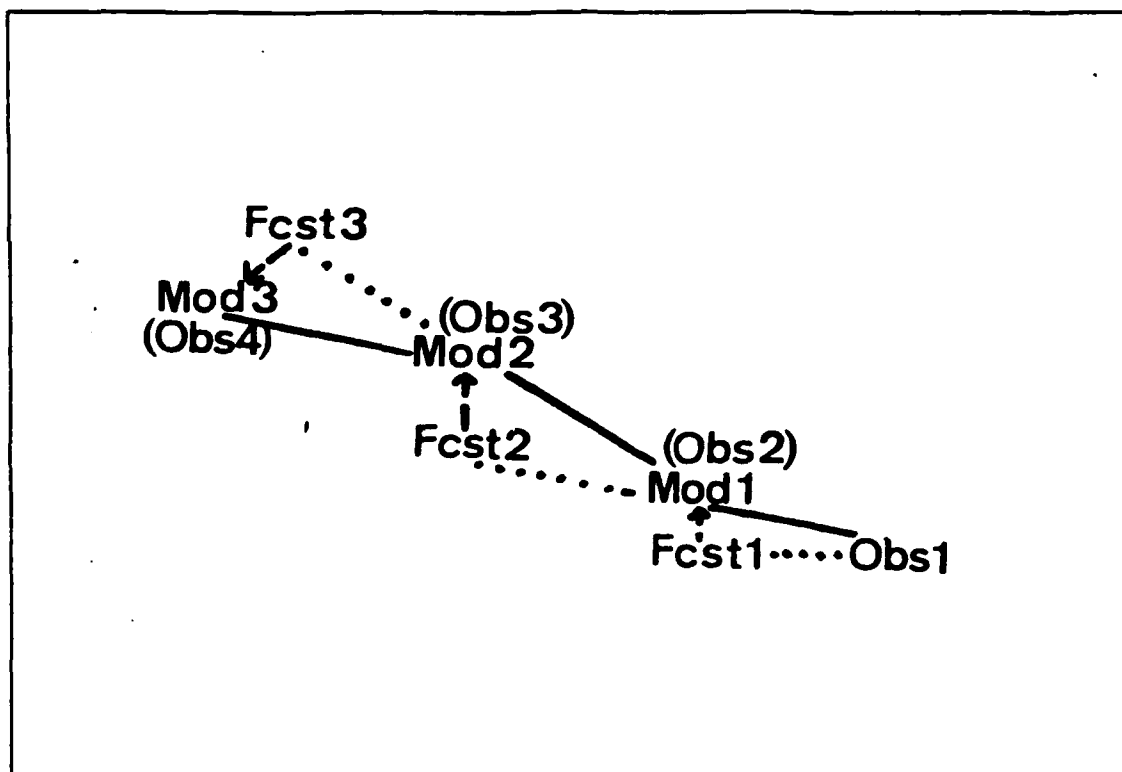 Fcst3
Mod3
(Obs4)
(Obs3)
Mod2
Fcst2
(Obs2)
Mod1
Fcst1
Obs1